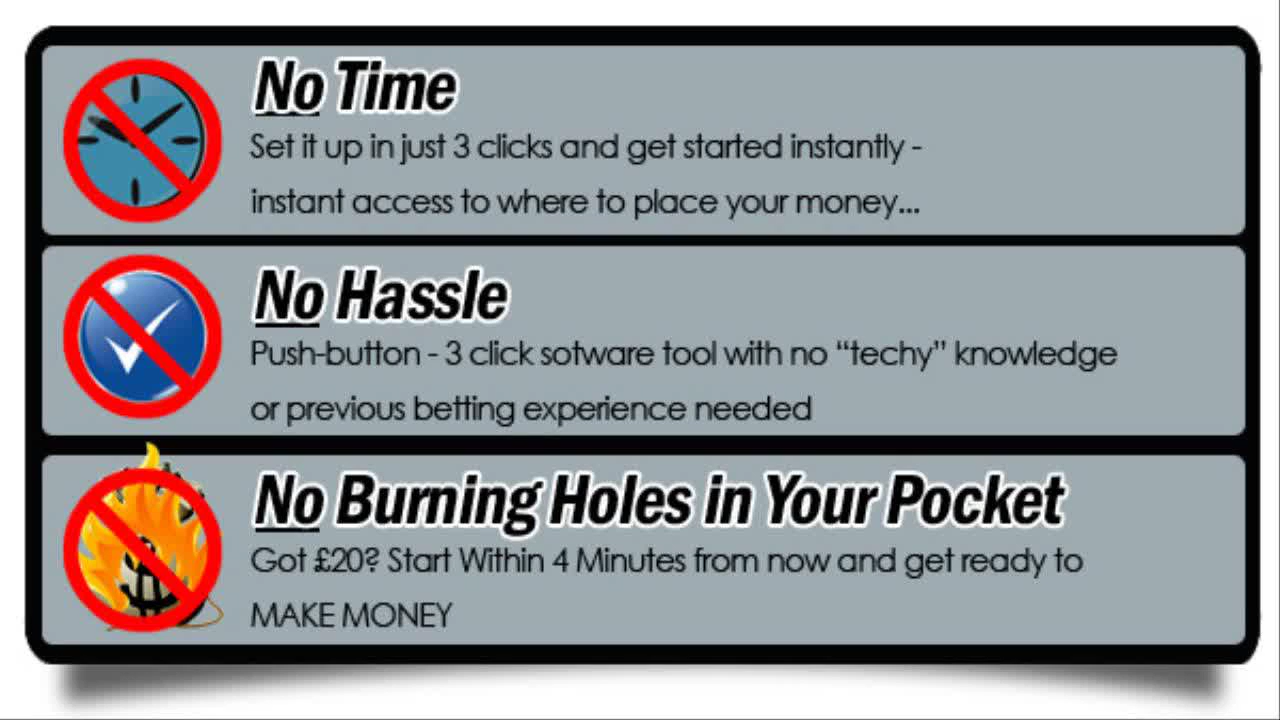 No Time
Set it up in just 3 clicks and get started instantly -
instant access to where to place your money...
No Hassle
Push-button - 3 click sotware tool with no “techy” knowledge
or previous betting experience needed
No Burning Holes in Your Pocket
Got £20? Start Within 4 Minutes from now and get ready to
MAKE MONEY